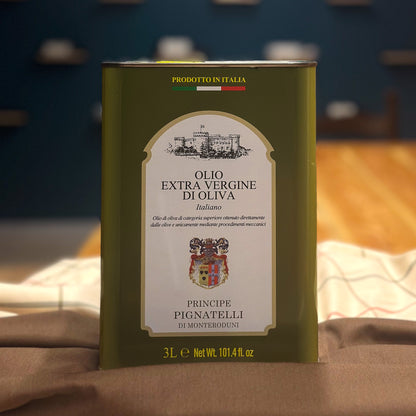 PRODOTTO IN ITALIA
OLIO
EXTRA VERGINE
DI OLIVA
Italiano
Olio di oliva di categoria superiore ottenuto direttamente
dalle olive e unicamente mediante procedimenti meccanici
PRINCIPE
PIGNATELLI
DI MONTERODUNI
3L ℮ Net Wt. 101.4 fl. oz